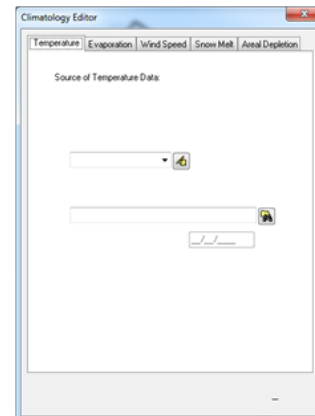 Climatology Editor
Temperature Evaporation Wind Speed Snow Melt Areal Depletion
Source of Temperature Data:
__/__/____